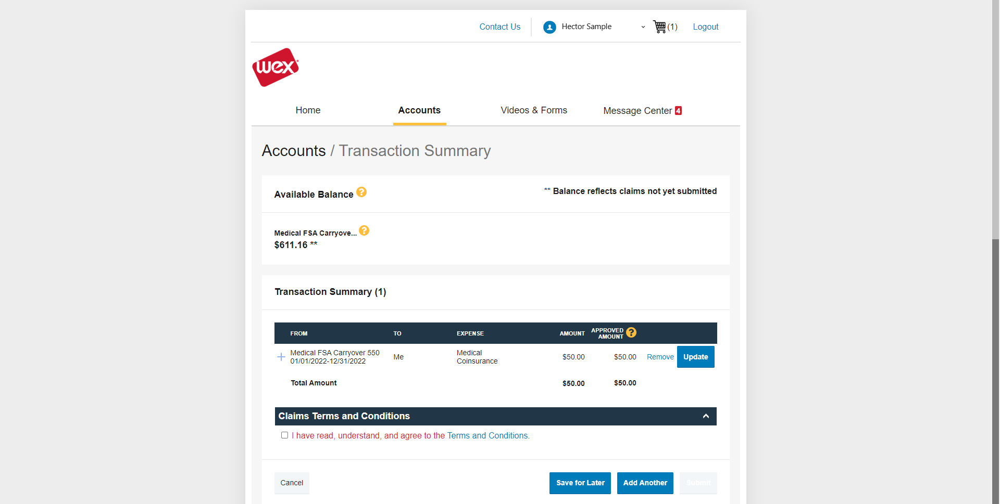 Contact Us
Hector Sample
(1)
Logout
wex
Home
Accounts
Videos & Forms
Message Center 4
Accounts / Transaction Summary
Available Balance ?
** Balance reflects claims not yet submitted
Medical FSA Carryove... ?
$611.16 **
Transaction Summary (1)
FROM TO EXPENSE AMOUNT APPROVED AMOUNT ?
Medical FSA Carryover 550
01/01/2022-12/31/2022
Me
Medical
Coinsurance
$50.00
$50.00
Remove
Update
Total Amount $50.00 $50.00
Claims Terms and Conditions
I have read, understand, and agree to the Terms and Conditions.
Cancel
Save for Later
Add Another
Submit